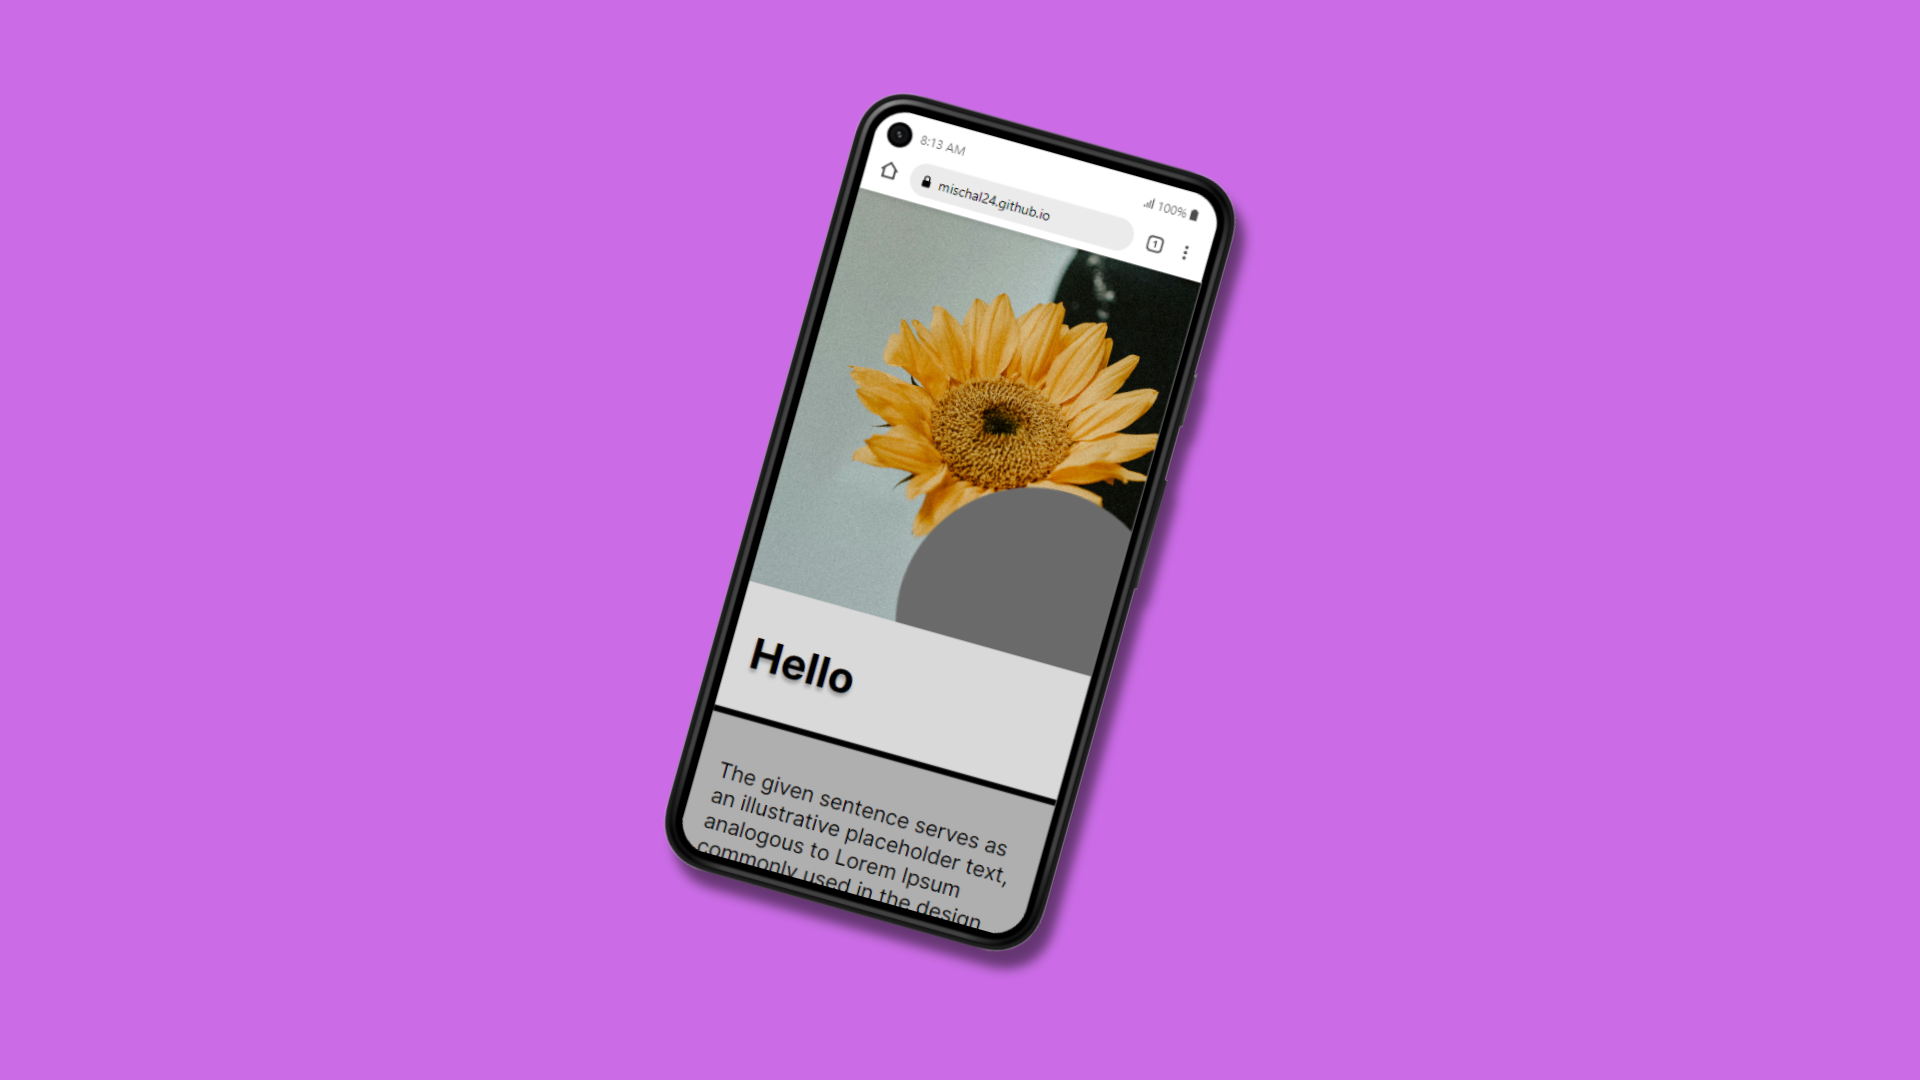 8:13 AM
100%
mischal24.github.io
1
Hello
The given sentence serves as
an illustrative placeholder text,
analogous to Lorem Ipsum
commonly used in the design